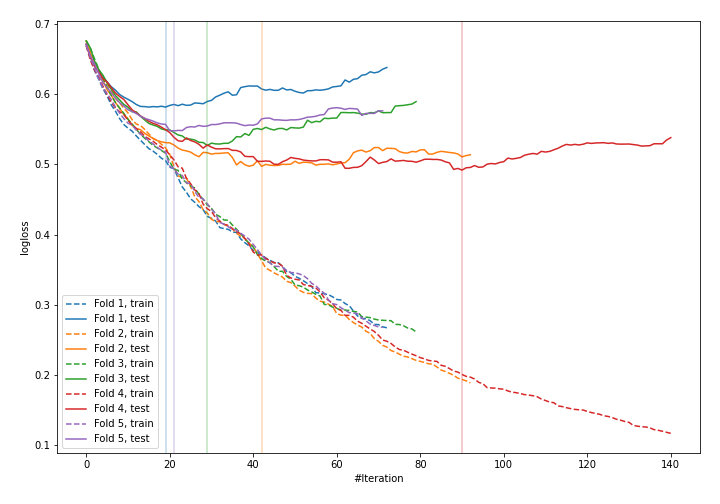 0.7
0.6
0.5
0.4
0.3
0.2
0.1
logloss
Fold 1, train
Fold 1, test
Fold 2, train
Fold 2, test
Fold 3, train
Fold 3, test
Fold 4, train
Fold 4, test
Fold 5, train
Fold 5, test
0 20 40 60 80 100 120 140
#Iteration